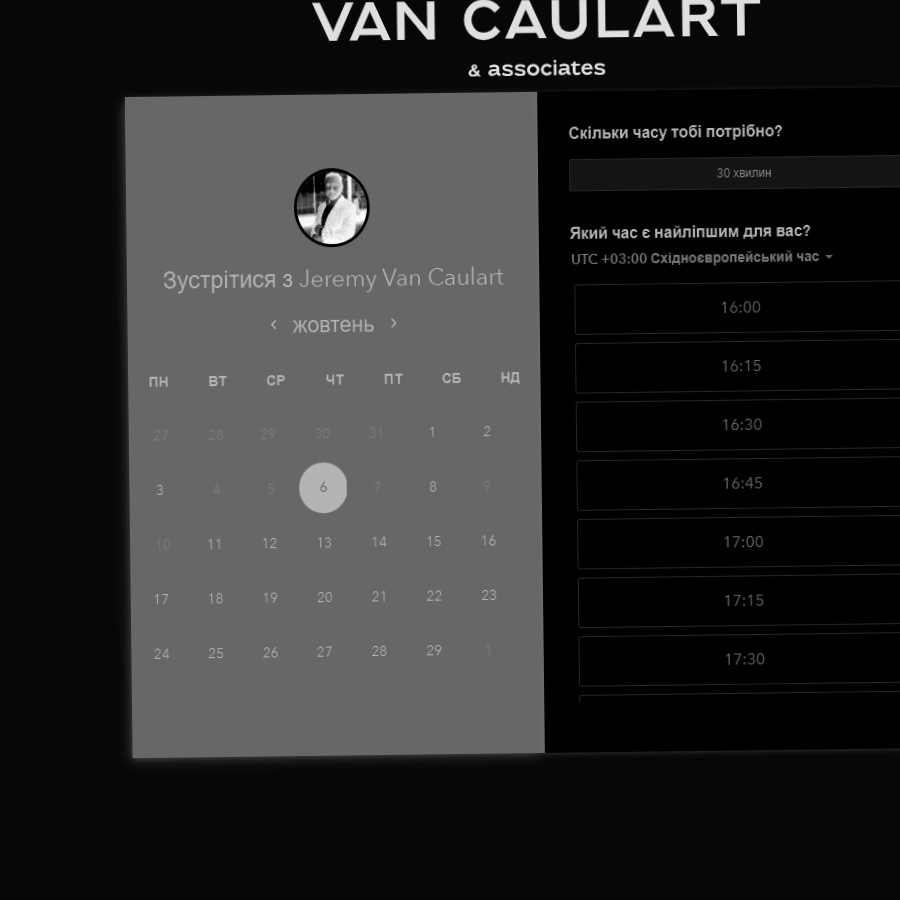 VAN CAULART
& associates
Зустрітися з Jeremy Van Caulart
‹ жовтень ›
ПН ВТ СР ЧТ ПТ СБ НД
27 28 29 30 31 1 2
3 4 5 6 7 8 9
10 11 12 13 14 15 16
17 18 19 20 21 22 23
24 25 26 27 28 29 1
Скільки часу тобі потрібно?
30 хвилин
Який час є найліпшим для вас?
UTC +03:00 Східноєвропейський час
16:00
16:15
16:30
16:45
17:00
17:15
17:30